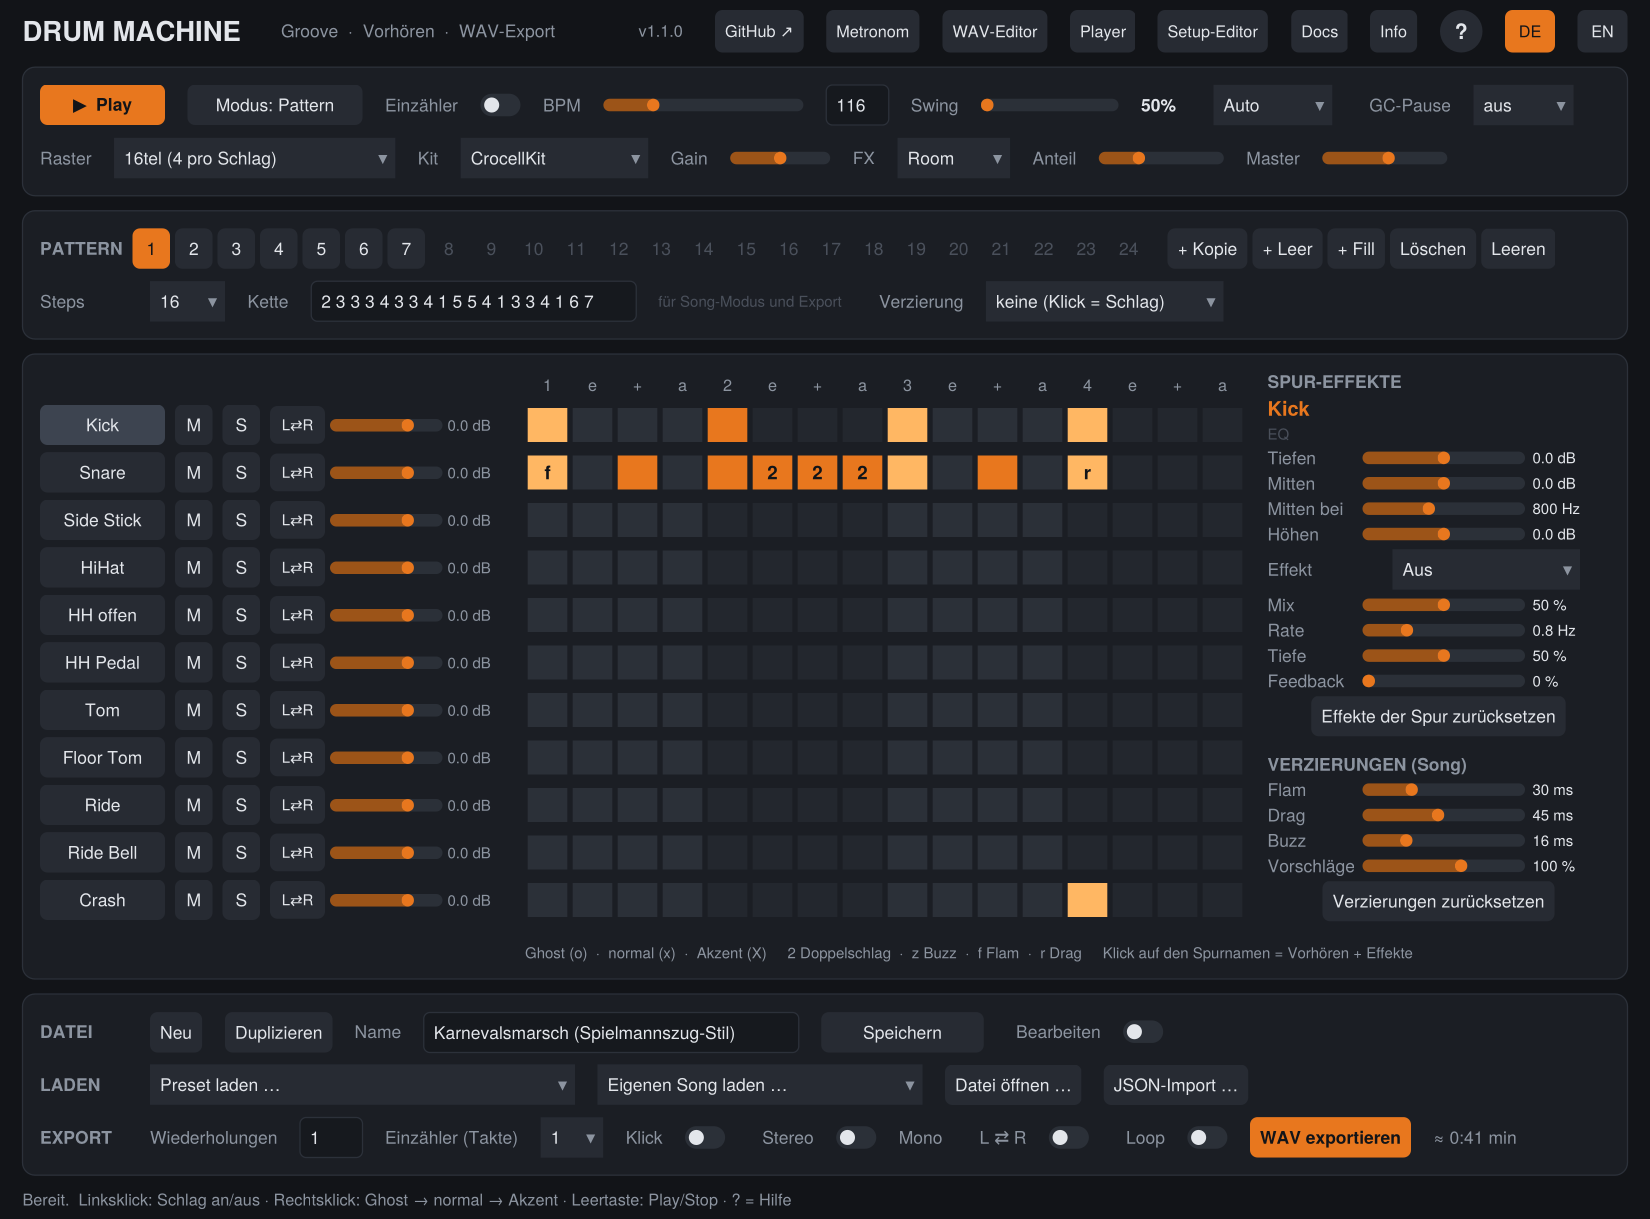 DRUM MACHINE Groove · Vorhören · WAV-Export v1.1.0 GitHub ↗ Metronom WAV-Editor Player Setup-Editor Docs Info ? DE EN
▶ Play Modus: Pattern Einzähler BPM 116 Swing 50% Auto ▼ GC-Pause aus ▼
Raster 16tel (4 pro Schlag) ▼ Kit CrocellKit ▼ Gain FX Room ▼ Anteil Master
PATTERN 1 2 3 4 5 6 7 8 9 10 11 12 13 14 15 16 17 18 19 20 21 22 23 24 + Kopie + Leer + Fill Löschen Leeren
Steps 16 ▼ Kette 2 3 3 3 4 3 3 4 1 5 5 4 1 3 3 4 1 6 7 für Song-Modus und Export Verzierung keine (Klick = Schlag) ▼
1 e + a 2 e + a 3 e + a 4 e + a
Kick M S L⇄R 0.0 dB
Snare M S L⇄R 0.0 dB f 2 2 2 r
Side Stick M S L⇄R 0.0 dB
HiHat M S L⇄R 0.0 dB
HH offen M S L⇄R 0.0 dB
HH Pedal M S L⇄R 0.0 dB
Tom M S L⇄R 0.0 dB
Floor Tom M S L⇄R 0.0 dB
Ride M S L⇄R 0.0 dB
Ride Bell M S L⇄R 0.0 dB
Crash M S L⇄R 0.0 dB
SPUR-EFFEKTE
Kick
EQ
Tiefen 0.0 dB
Mitten 0.0 dB
Mitten bei 800 Hz
Höhen 0.0 dB
Effekt Aus ▼
Mix 50 %
Rate 0.8 Hz
Tiefe 50 %
Feedback 0 %
Effekte der Spur zurücksetzen
VERZIERUNGEN (Song)
Flam 30 ms
Drag 45 ms
Buzz 16 ms
Vorschläge 100 %
Verzierungen zurücksetzen
Ghost (o) · normal (x) · Akzent (X) 2 Doppelschlag · z Buzz · f Flam · r Drag Klick auf den Spurnamen = Vorhören + Effekte
DATEI Neu Duplizieren Name Karnevalsmarsch (Spielmannszug-Stil) Speichern Bearbeiten
LADEN Preset laden … ▼ Eigenen Song laden … ▼ Datei öffnen … JSON-Import …
EXPORT Wiederholungen 1 Einzähler (Takte) 1 ▼ Klick Stereo Mono L ⇄ R Loop WAV exportieren ≈ 0:41 min
Bereit. Linksklick: Schlag an/aus · Rechtsklick: Ghost → normal → Akzent · Leertaste: Play/Stop · ? = Hilfe